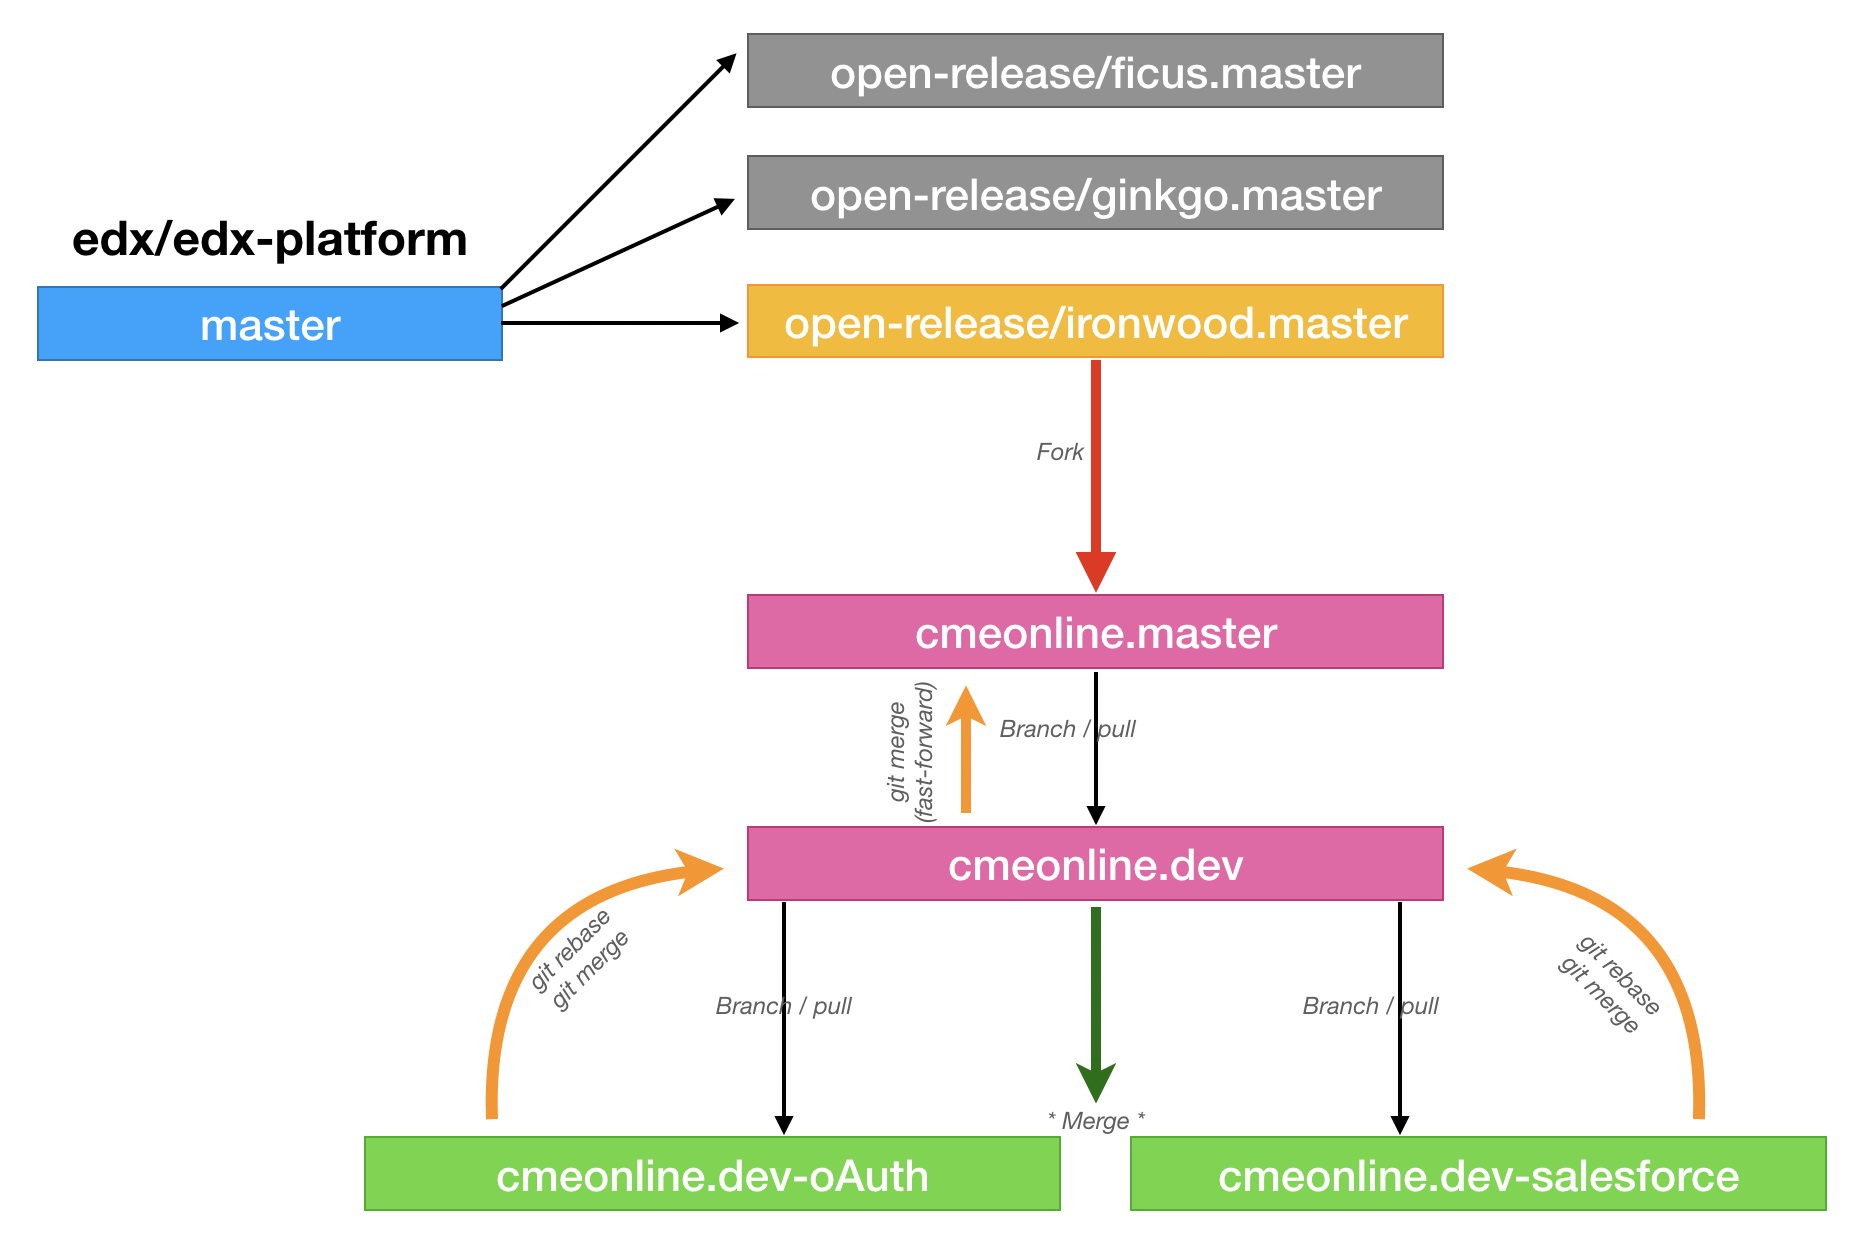 open-release/ficus.master
open-release/ginkgo.master
edx/edx-platform
master
open-release/ironwood.master
Fork
cmeonline.master
git merge
(fast-forward)
Branch / pull
cmeonline.dev
git rebase
git merge
Branch / pull
Branch / pull
git rebase
git merge
* Merge *
cmeonline.dev-oAuth
cmeonline.dev-salesforce